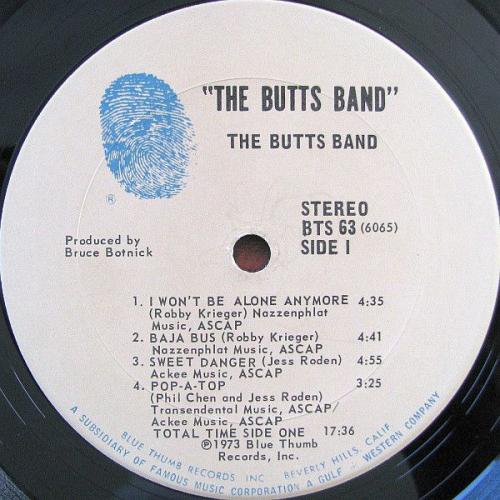 "THE BUTTS BAND"
THE BUTTS BAND
®
STEREO
BTS 63 (6065)
SIDE I
Produced by
Bruce Botnick
1. I WON'T BE ALONE ANYMORE 4:35
(Robby Krieger) Nazzenphlat
Music, ASCAP
2. BAJA BUS (Robby Krieger) 4:41
Nazzenphlat Music, ASCAP
3. SWEET DANGER (Jess Roden) 4:55
Ackee Music, ASCAP
4. POP-A-TOP 3:25
(Phil Chen and Jess Roden)
Transendental Music, ASCAP/
Ackee Music, ASCAP
TOTAL TIME SIDE ONE 17:36
℗1973 Blue Thumb
Records, Inc.
BLUE THUMB RECORDS INC BEVERLY HILLS, CALIF
A SUBSIDIARY OF FAMOUS MUSIC CORPORATION A GULF + WESTERN COMPANY